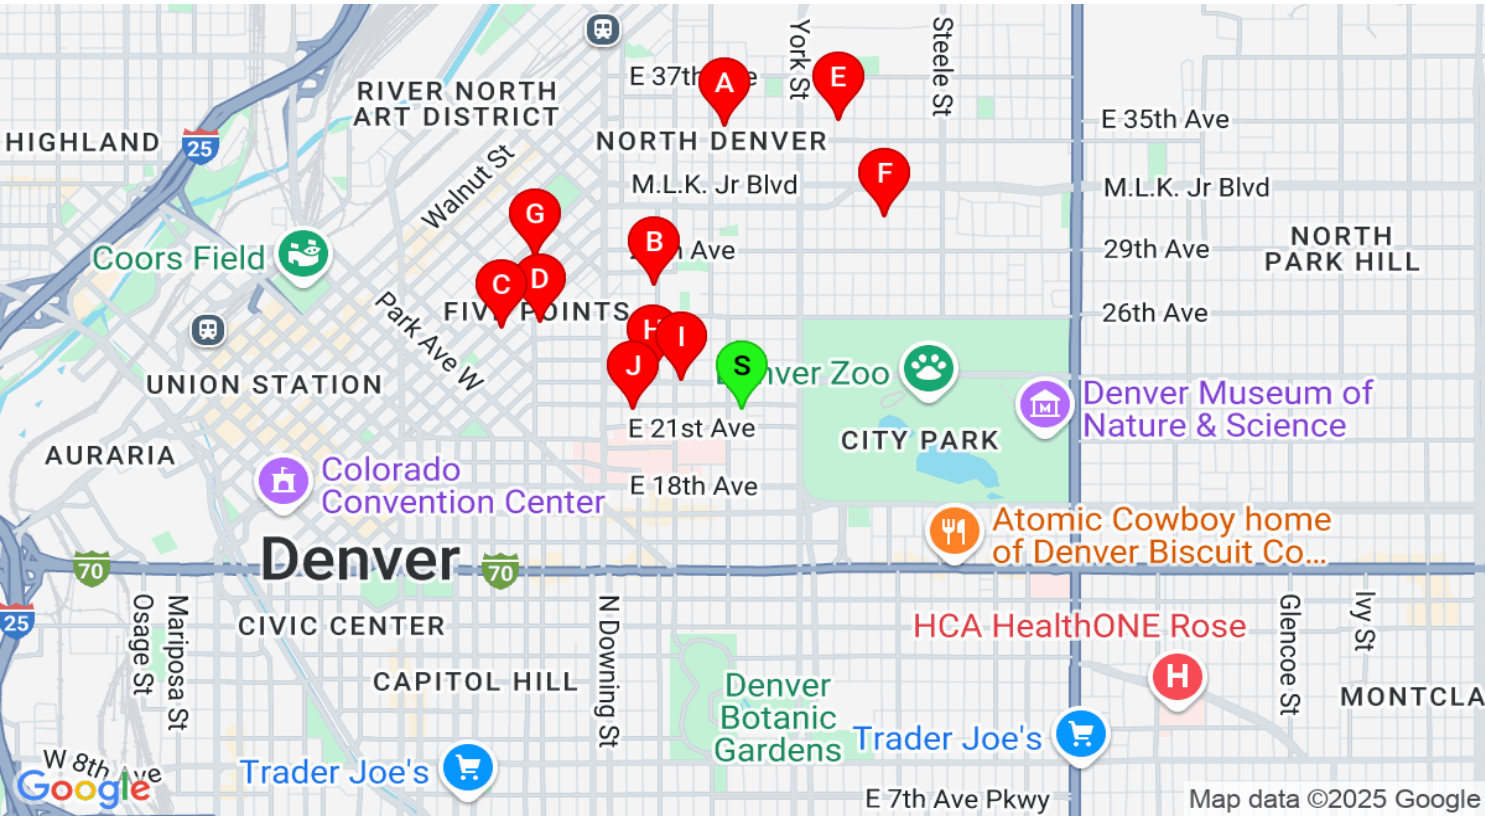 York St
Steele St
E 37th
e
A
E
RIVER NORTH
ART DISTRICT
E 35th Ave
HIGHLAND
25
NORTH DENVER
Walnut St
M.L.K. Jr Blvd
F
M.L.K. Jr Blvd
G
B
Ave
29th Ave
NORTH
PARK HILL
Coors Field
C
D
FIVE POINTS
26th Ave
Park Ave W
H
I
J
S
nver Zoo
UNION STATION
Denver Museum of
Nature & Science
E 21st Ave
CITY PARK
AURARIA
Colorado
Convention Center
E 18th Ave
Atomic Cowboy home
of Denver Biscuit Co...
Denver
70
70
25
Osage St
Mariposa St
CIVIC CENTER
N Downing St
HCA HealthONE Rose
H
Glencoe St
Ivy St
CAPITOL HILL
Denver
Botanic
Gardens
MONTCLA
Trader Joe's
Trader Joe's
W 8th Ave
Google
E 7th Ave Pkwy
Map data ©2025 Google